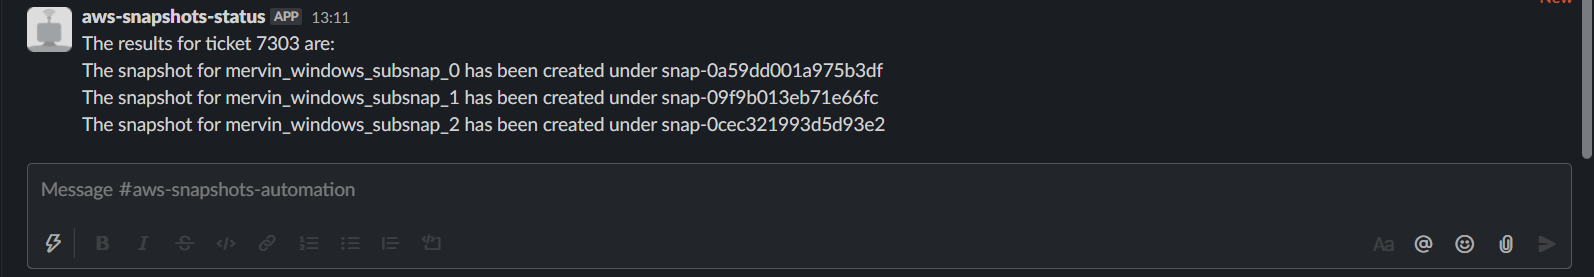 New
aws-snapshots-status APP 13:11
The results for ticket 7303 are:
The snapshot for mervin_windows_subsnap_0 has been created under snap-0a59dd001a975b3df
The snapshot for mervin_windows_subsnap_1 has been created under snap-09f9b013eb71e66fc
The snapshot for mervin_windows_subsnap_2 has been created under snap-0cec321993d5d93e2
Message #aws-snapshots-automation
B I S Aa @